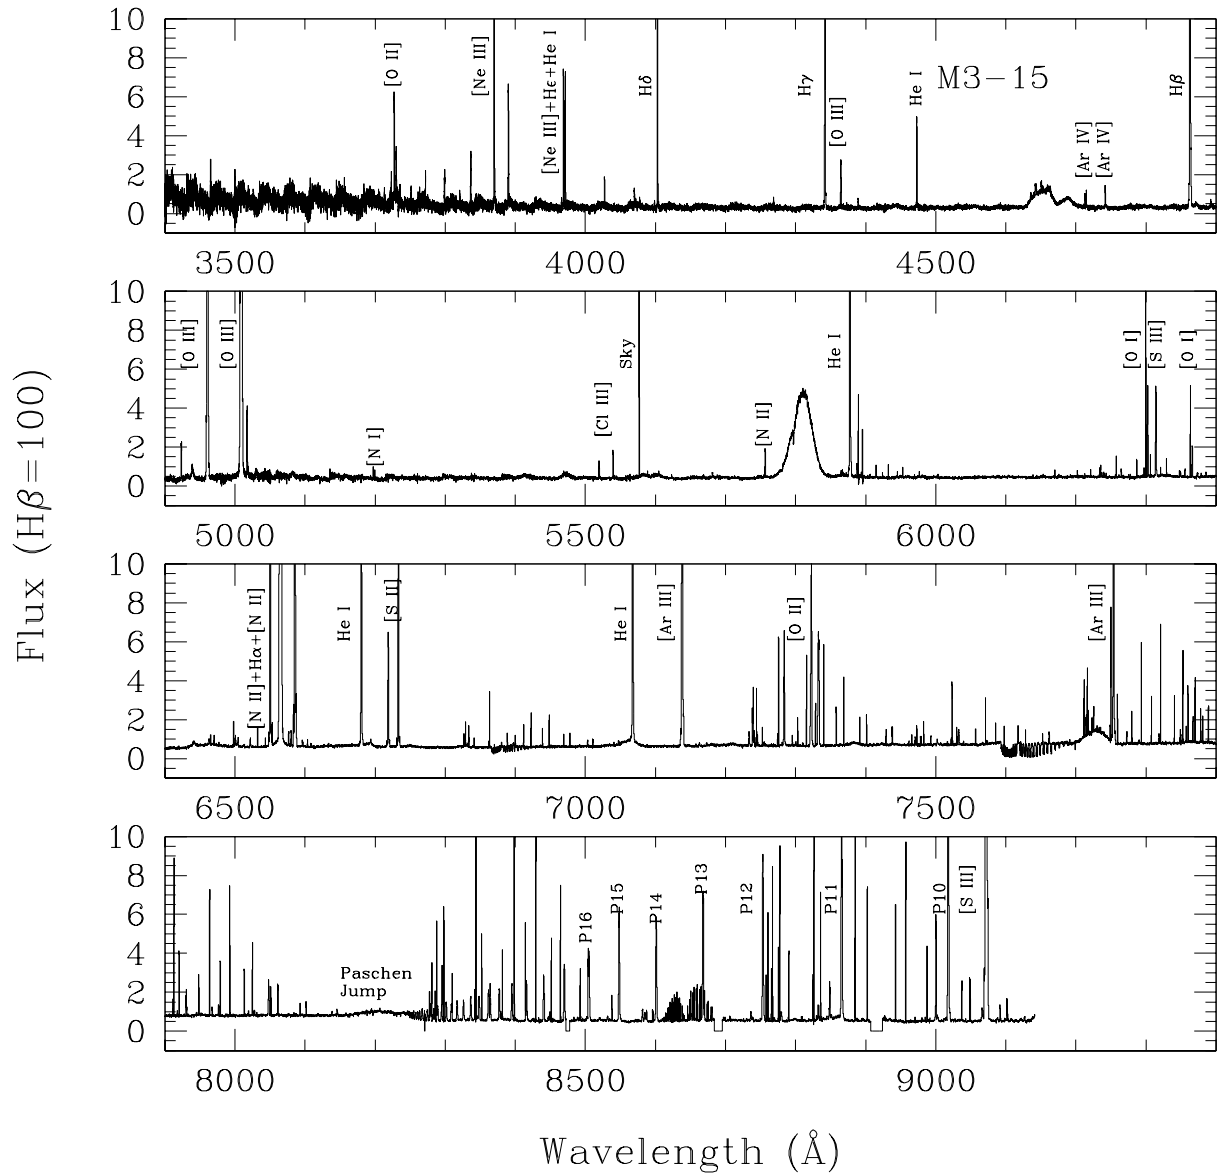 Flux (Hβ=100)
10
8
6
4
2
0
[O II]
[Ne III]
[Ne III]+Hε+He I
Hδ
Hγ
[O III]
He I
M3−15
[Ar IV]
[Ar IV]
Hβ
3500
4000
4500
10
8
6
4
2
0
[O III]
[O III]
[N I]
[Cl III]
Sky
[N II]
He I
[O I]
[S III]
[O I]
5000
5500
6000
10
8
6
4
2
0
[N II]+Hα+[N II]
He I
[S II]
He I
[Ar III]
[O II]
[Ar III]
6500
7000
7500
10
8
6
4
2
0
Paschen
Jump
P16
P15
P14
P13
P12
P11
P10
[S III]
8000
8500
9000
Wavelength (Å)